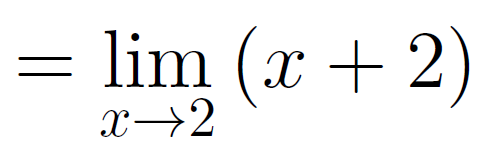 = lim (x + 2)
x→2